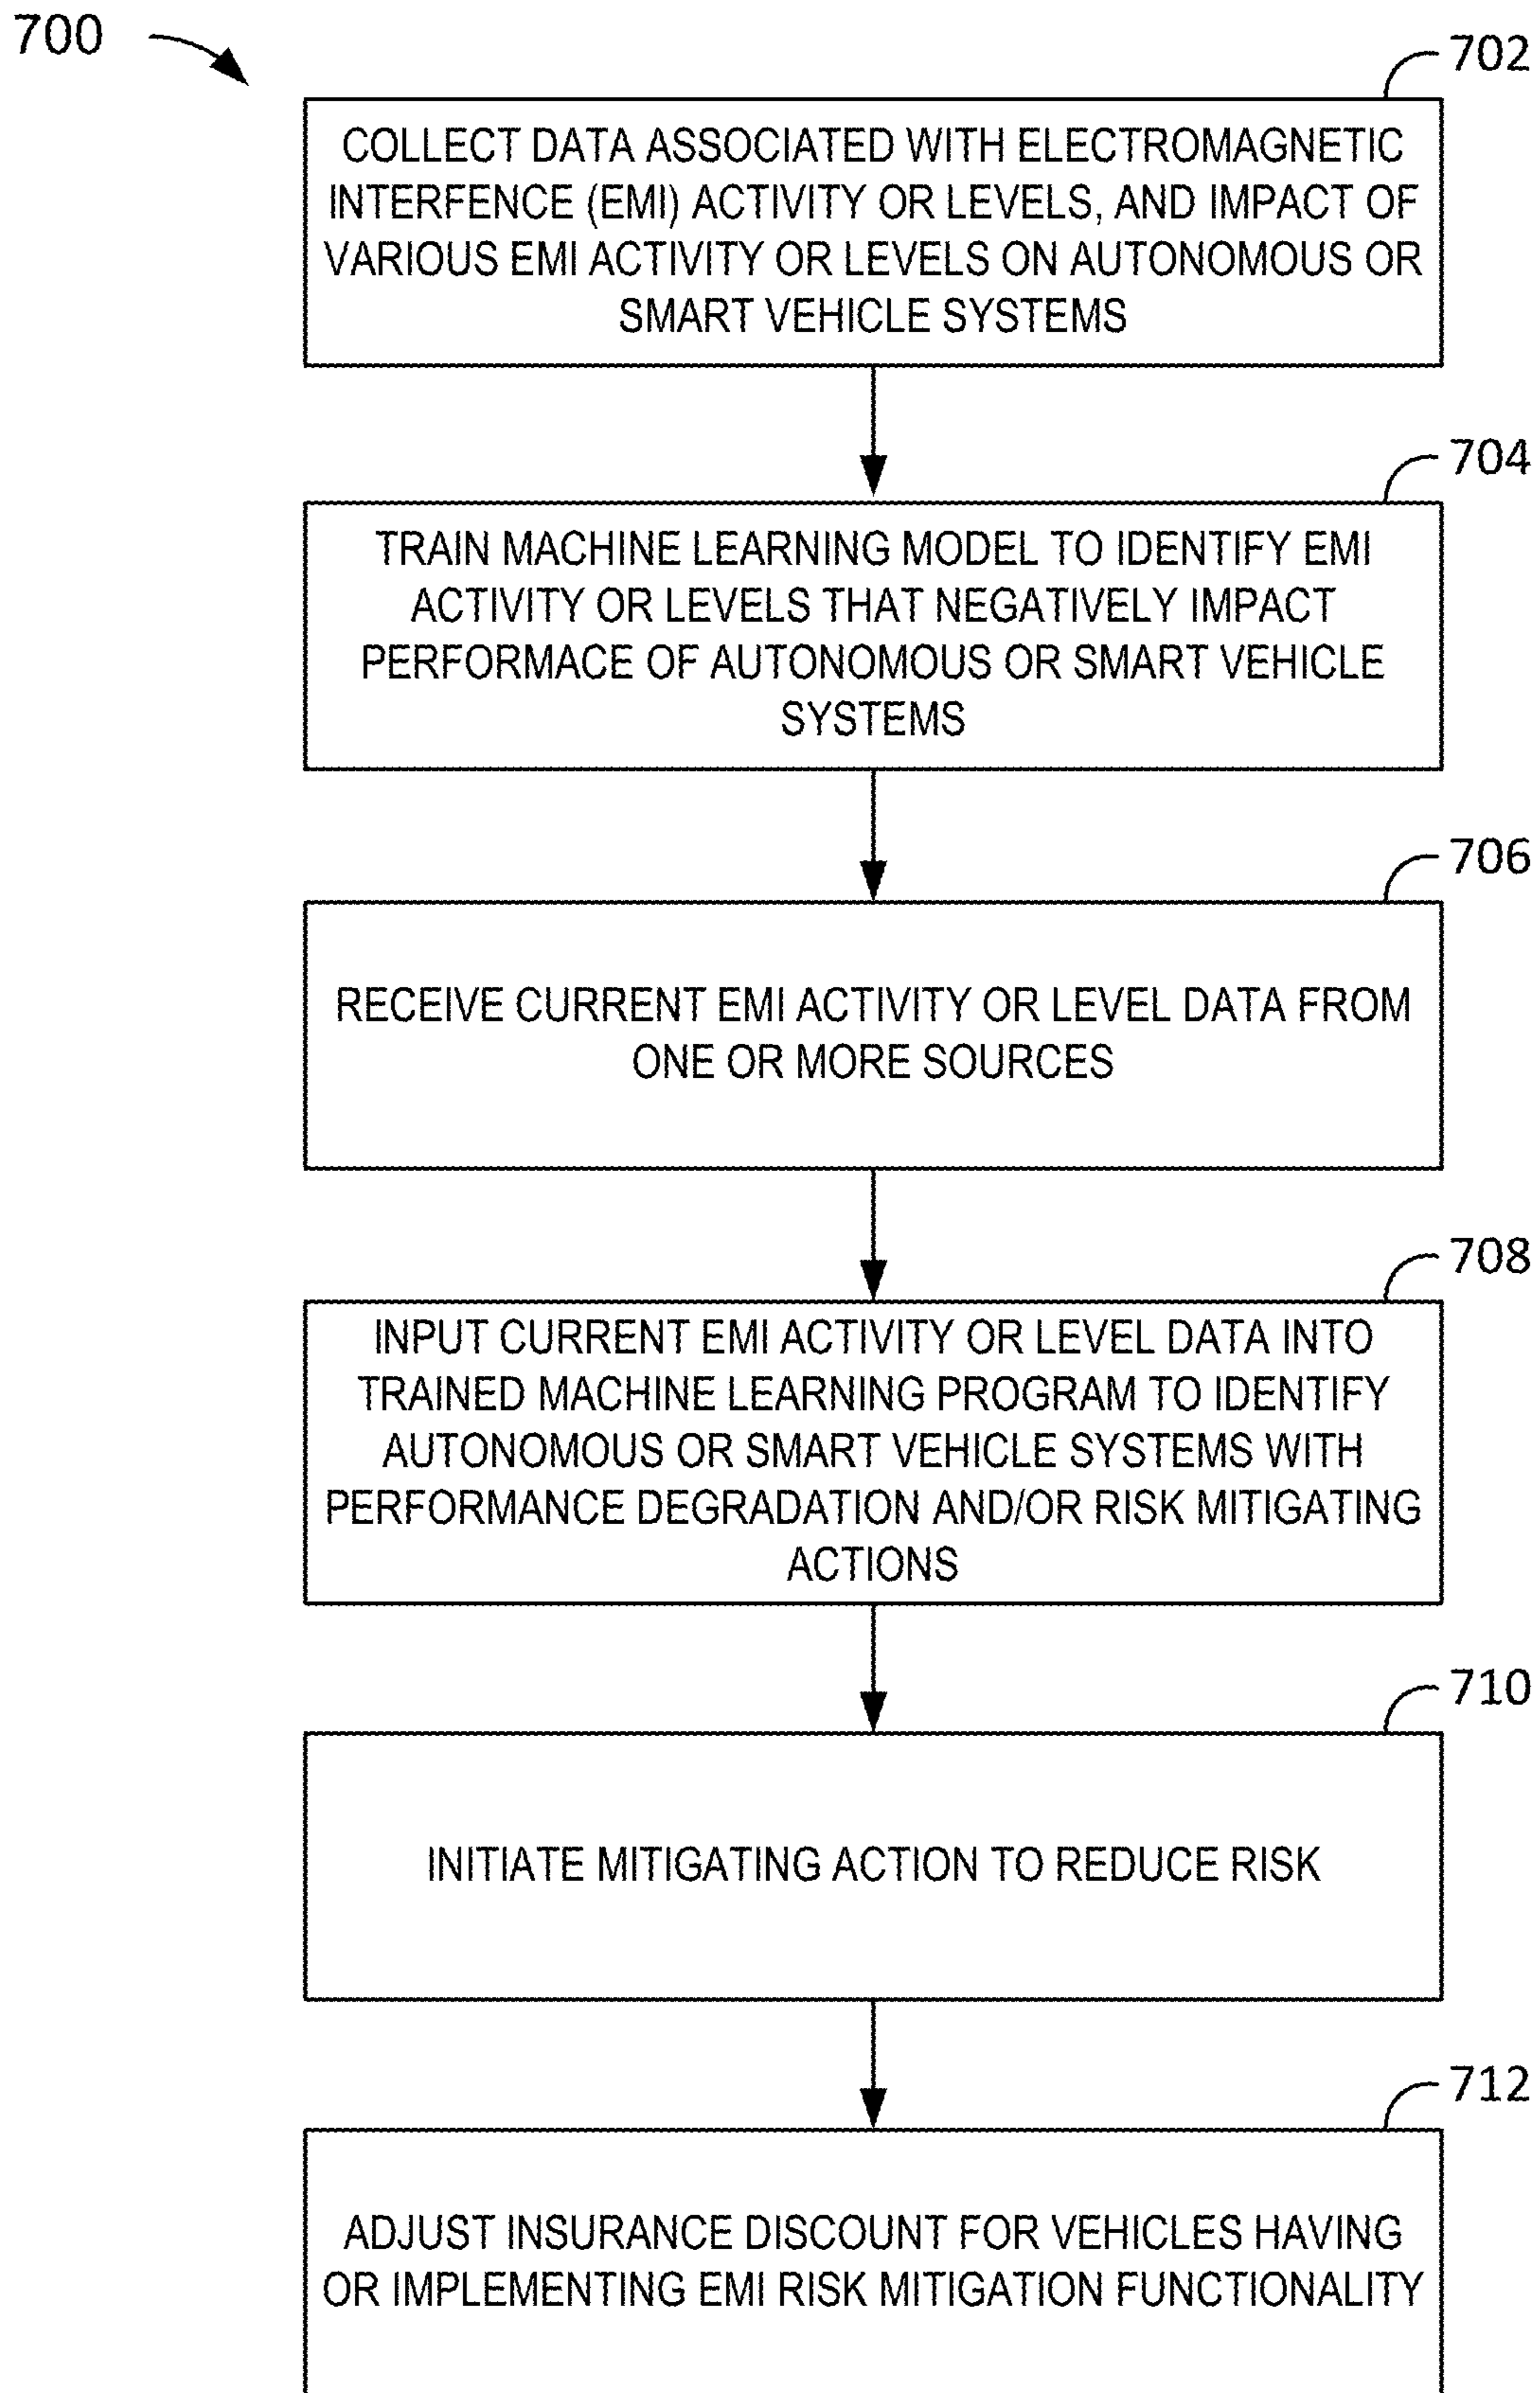 700
702
COLLECT DATA ASSOCIATED WITH ELECTROMAGNETIC
INTERFENCE (EMI) ACTIVITY OR LEVELS, AND IMPACT OF
VARIOUS EMI ACTIVITY OR LEVELS ON AUTONOMOUS OR
SMART VEHICLE SYSTEMS
704
TRAIN MACHINE LEARNING MODEL TO IDENTIFY EMI
ACTIVITY OR LEVELS THAT NEGATIVELY IMPACT
PERFORMACE OF AUTONOMOUS OR SMART VEHICLE
SYSTEMS
706
RECEIVE CURRENT EMI ACTIVITY OR LEVEL DATA FROM
ONE OR MORE SOURCES
708
INPUT CURRENT EMI ACTIVITY OR LEVEL DATA INTO
TRAINED MACHINE LEARNING PROGRAM TO IDENTIFY
AUTONOMOUS OR SMART VEHICLE SYSTEMS WITH
PERFORMANCE DEGRADATION AND/OR RISK MITIGATING
ACTIONS
710
INITIATE MITIGATING ACTION TO REDUCE RISK
712
ADJUST INSURANCE DISCOUNT FOR VEHICLES HAVING
OR IMPLEMENTING EMI RISK MITIGATION FUNCTIONALITY